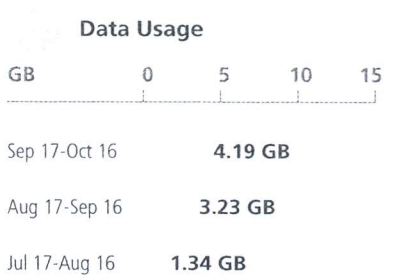 Data Usage
GB 0 5 10 15
Sep 17-Oct 16 4.19 GB
Aug 17-Sep 16 3.23 GB
Jul 17-Aug 16 1.34 GB